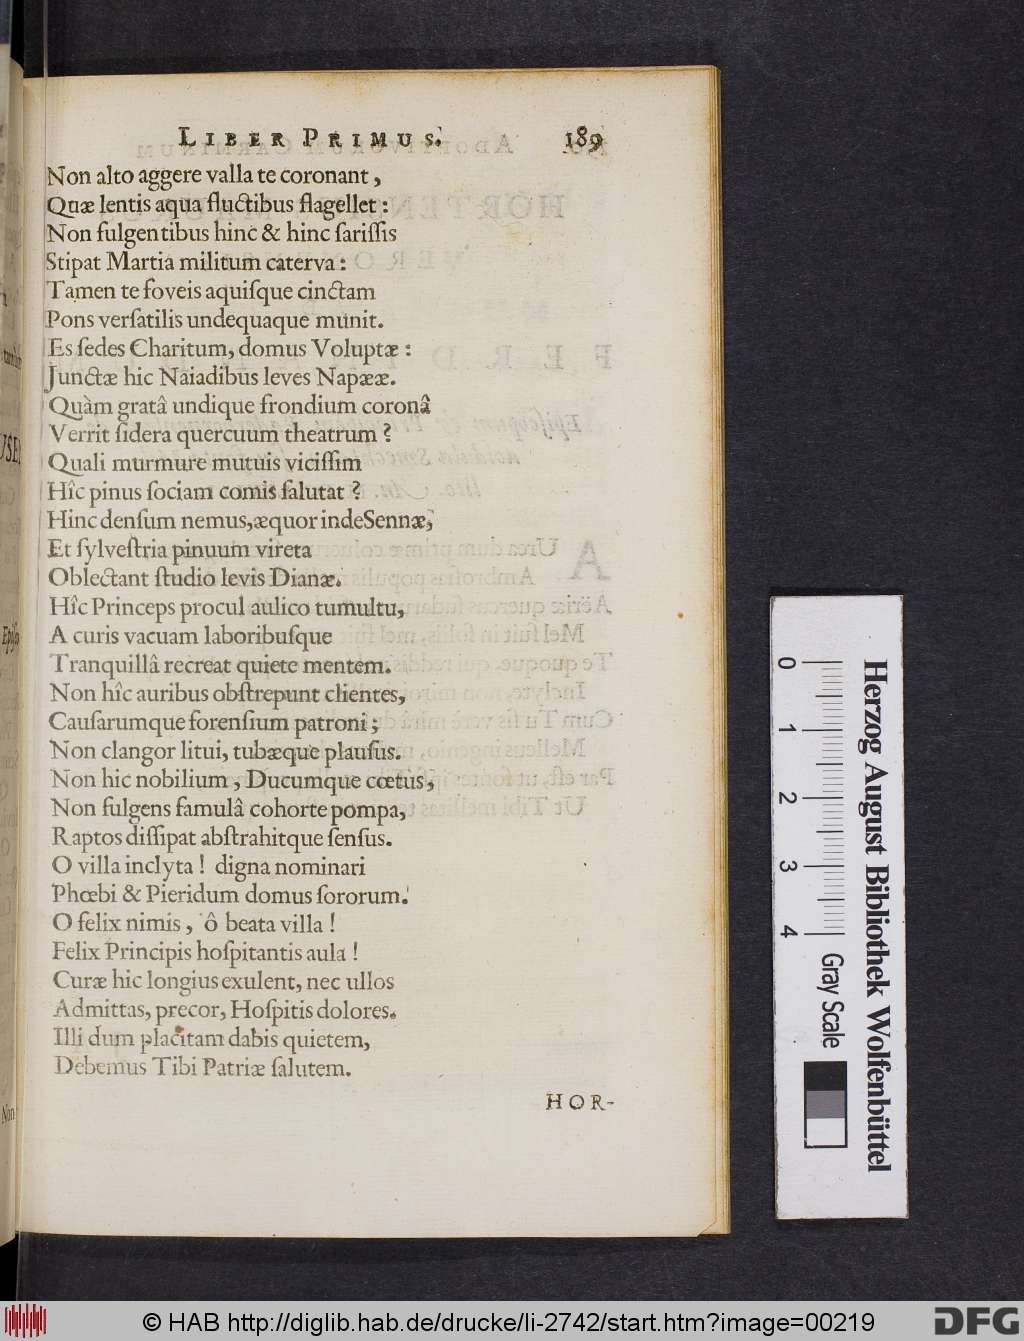 LIBER PRIMUS. 189
Non alto aggere valla te coronant,
Quæ lentis aqua fluctibus flagellet:
Non fulgentibus hinc & hinc ſariſſis
Stipat Martia militum caterva:
Tamen te foveis aquiſque cinctam
Pons verſatilis undequaque munit.
Es ſedes Charitum, domus Voluptæ:
Junctæ hic Naiadibus leves Napææ.
Quàm gratâ undique frondium coronâ
Verrit ſidera quercuum theatrum?
Quali murmure mutuis viciſſim
Hîc pinus ſociam comis ſalutat?
Hinc denſum nemus, æquor inde Sennæ,
Et ſylveſtria pinuum vireta
Oblectant ſtudio levis Dianæ.
Hîc Princeps procul aulico tumultu,
A curis vacuam laboribuſque
Tranquillâ recreat quiete mentem.
Non hîc auribus obſtrepunt clientes,
Cauſarumque forenſium patroni;
Non clangor litui, tubæque plauſus.
Non hic nobilium, Ducumque cœtus,
Non fulgens famulâ cohorte pompa,
Raptos diſſipat abſtrahitque ſenſus.
O villa inclyta! digna nominari
Phœbi & Pieridum domus ſororum.
O felix nimis, ô beata villa!
Felix Principis hoſpitantis aula!
Curæ hic longius exulent, nec ullos
Admittas, precor, Hoſpitis dolores.
Illi dum placitam dabis quietem,
Debemus Tibi Patriæ ſalutem.
HOR-
0 1 2 3 4 Gray Scale
Herzog August Bibliothek Wolfenbüttel
© HAB http://diglib.hab.de/drucke/li-2742/start.htm?image=00219
DFG